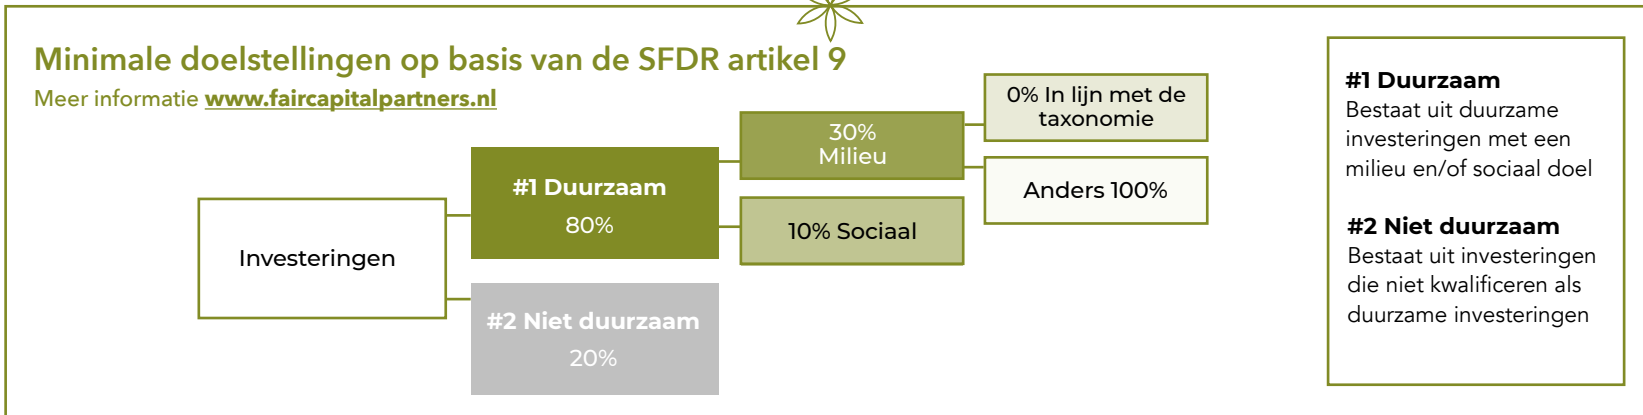 Minimale doelstellingen op basis van de SFDR artikel 9
Meer informatie www.faircapitalpartners.nl
Investeringen
#1 Duurzaam
80%
#2 Niet duurzaam
20%
30%
Milieu
10% Sociaal
0% In lijn met de
taxonomie
Anders 100%
#1 Duurzaam
Bestaat uit duurzame
investeringen met een
milieu en/of sociaal doel
#2 Niet duurzaam
Bestaat uit investeringen
die niet kwalificeren als
duurzame investeringen